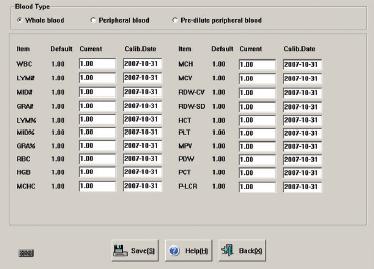 Blood Type
Whole blood Peripheral blood Pre-dilute peripheral blood
Item Default Current Calib.Date Item Default Current Calib.Date
WBC 1.00 1.00 2007-10-31 MCH 1.00 1.00 2007-10-31
LYM# 1.00 1.00 2007-10-31 MCV 1.00 1.00 2007-10-31
MID# 1.00 1.00 2007-10-31 RDW-CV 1.00 1.00 2007-10-31
GRA# 1.00 1.00 2007-10-31 RDW-SD 1.00 1.00 2007-10-31
LYM% 1.00 1.00 2007-10-31 HCT 1.00 1.00 2007-10-31
MID% 1.00 1.00 2007-10-31 PLT 1.00 1.00 2007-10-31
GRA% 1.00 1.00 2007-10-31 MPV 1.00 1.00 2007-10-31
RBC 1.00 1.00 2007-10-31 PDW 1.00 1.00 2007-10-31
HGB 1.00 1.00 2007-10-31 PCT 1.00 1.00 2007-10-31
MCHC 1.00 1.00 2007-10-31 P-LCR 1.00 1.00 2007-10-31
Save(S) Help(H) Back(X)